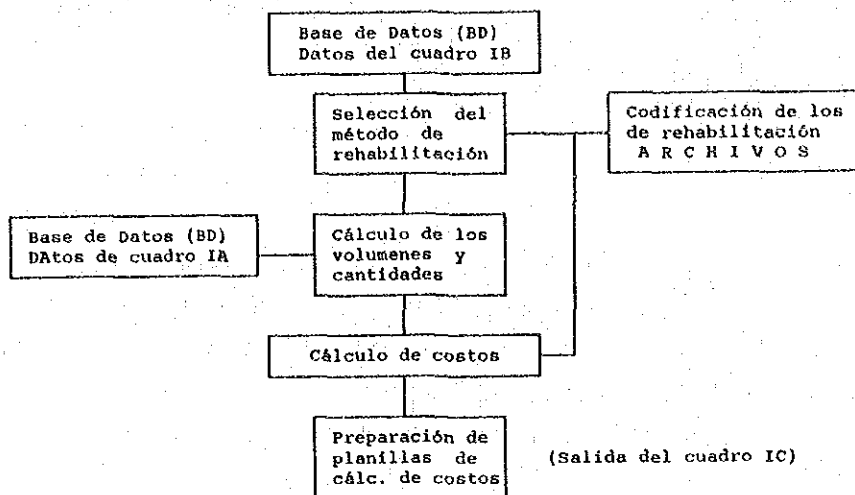 Base de Datos (BD)
Datos del cuadro IB
Selección del
método de
rehabilitación
Codificación de los
de rehabilitación
A R C H I V O S
Base de Datos (BD)
DAtos de cuadro IA
Cálculo de los
volumenes y
cantidades
Cálculo de costos
Preparación de
planillas de
cálc. de costos
(Salida del cuadro IC)